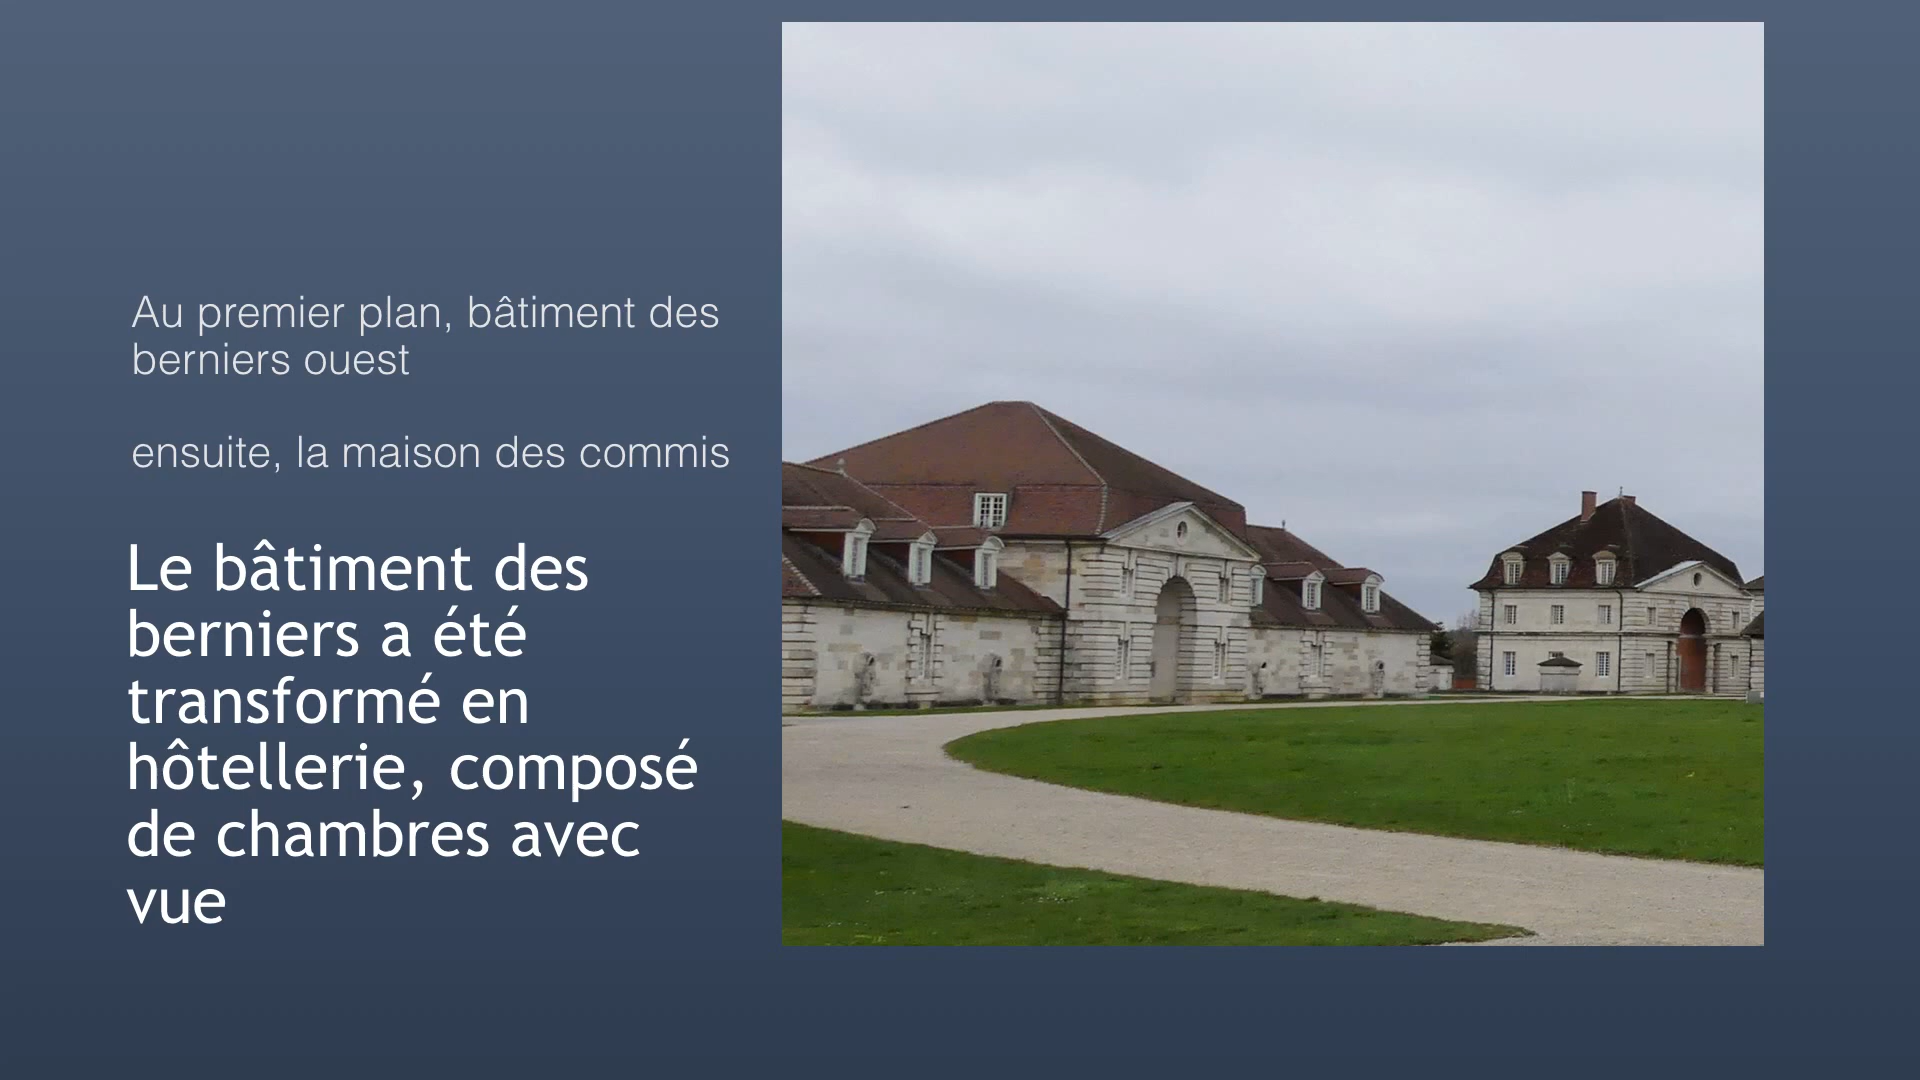 Au premier plan, bâtiment des
berniers ouest
ensuite, la maison des commis
Le bâtiment des
berniers a été
transformé en
hôtellerie, composé
de chambres avec
vue